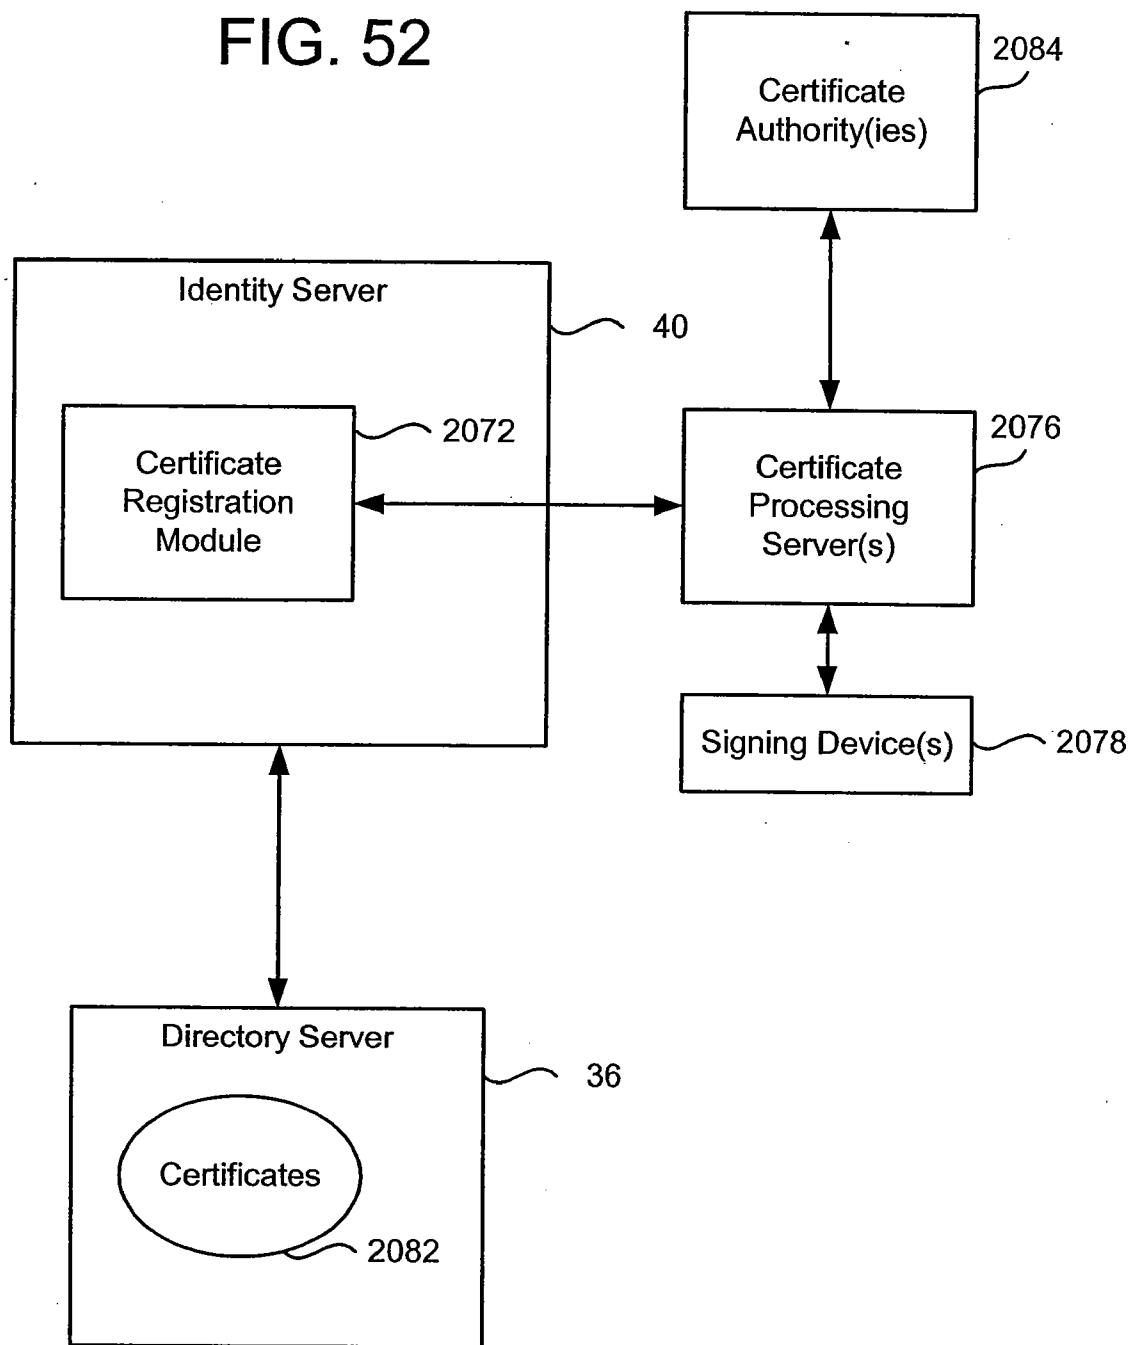 FIG. 52
Certificate
Authority(ies)
2084
Identity Server
40
Certificate
Registration
Module
2072
Certificate
Processing
Server(s)
2076
Signing Device(s)
2078
Directory Server
36
Certificates
2082